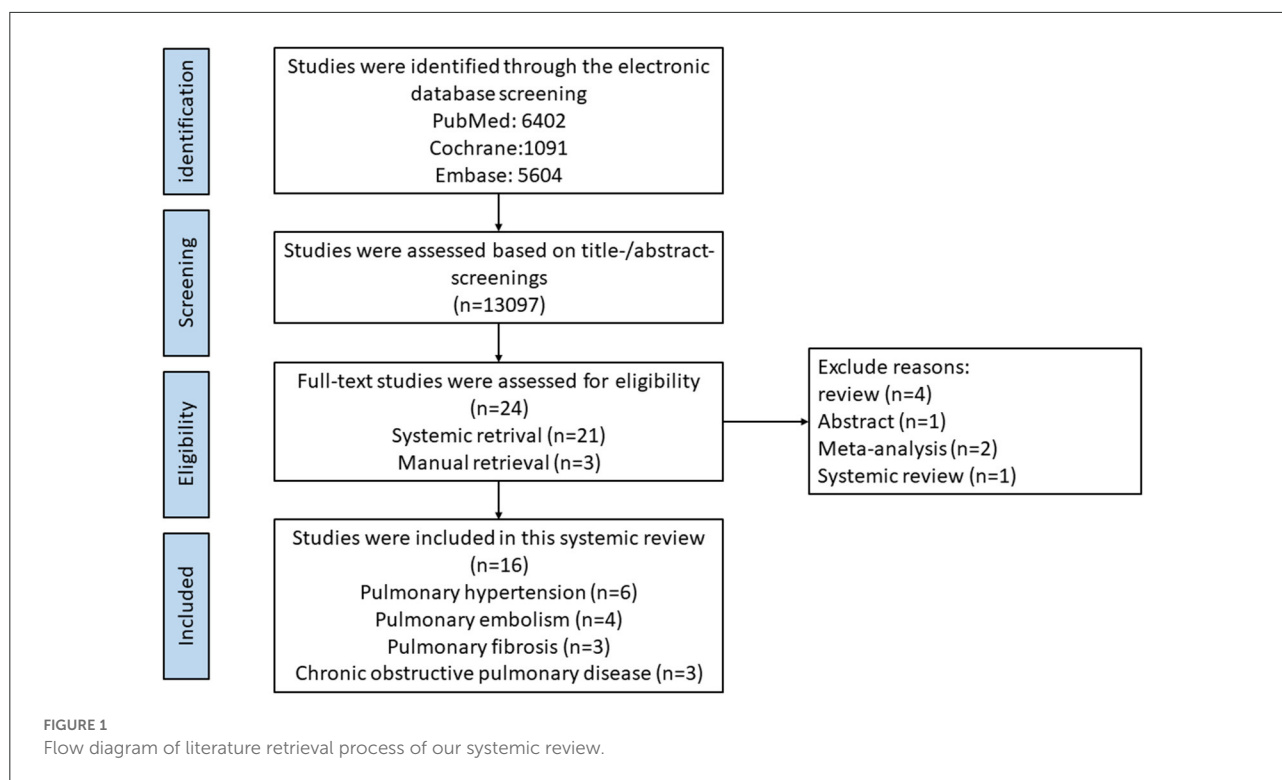 identification
Studies were identified through the electronic
database screening
PubMed: 6402
Cochrane:1091
Embase: 5604
Screening
Studies were assessed based on title-/abstract-
screenings
(n=13097)
Eligibility
Full-text studies were assessed for eligibility
(n=24)
Systemic retrival (n=21)
Manual retrieval (n=3)
Exclude reasons:
review (n=4)
Abstract (n=1)
Meta-analysis (n=2)
Systemic review (n=1)
Included
Studies were included in this systemic review
(n=16)
Pulmonary hypertension (n=6)
Pulmonary embolism (n=4)
Pulmonary fibrosis (n=3)
Chronic obstructive pulmonary disease (n=3)
FIGURE 1
Flow diagram of literature retrieval process of our systemic review.